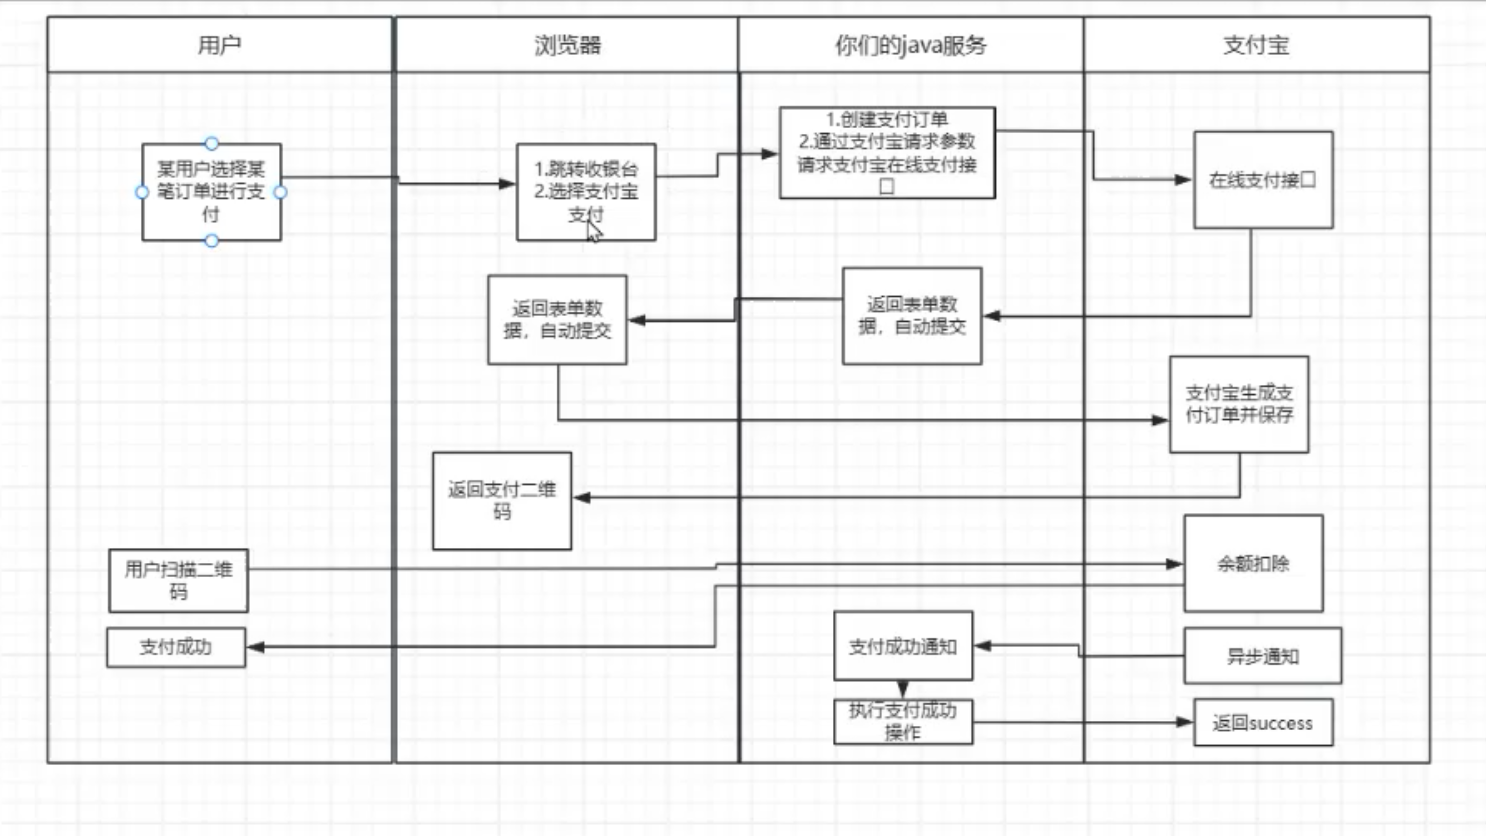 用户
浏览器
你们的java服务
支付宝
某用户选择某
笔订单进行支
付
1.跳转收银台
2.选择支付宝
支付
1.创建支付订单
2.通过支付宝请求参数
请求支付宝在线支付接
口
在线支付接口
返回表单数
据，自动提交
返回表单数
据，自动提交
支付宝生成支
付订单并保存
返回支付二维
码
用户扫描二维
码
余额扣除
支付成功
支付成功通知
异步通知
执行支付成功
操作
返回success